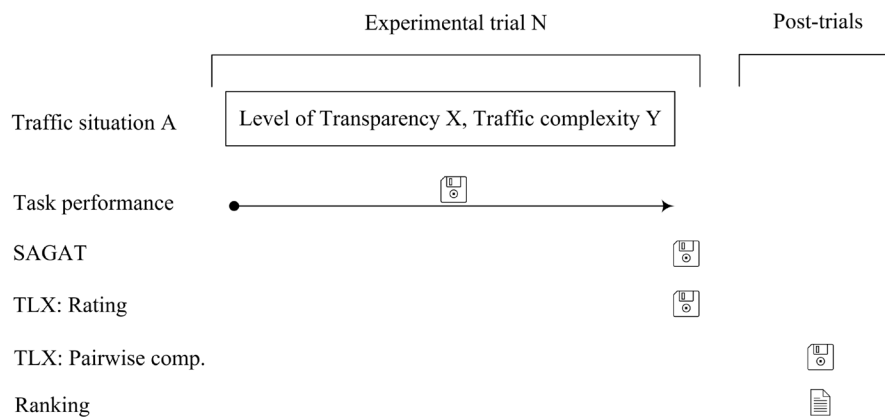 Experimental trial N
Post-trials
Traffic situation A
Level of Transparency X, Traffic complexity Y
Task performance
SAGAT
TLX: Rating
TLX: Pairwise comp.
Ranking